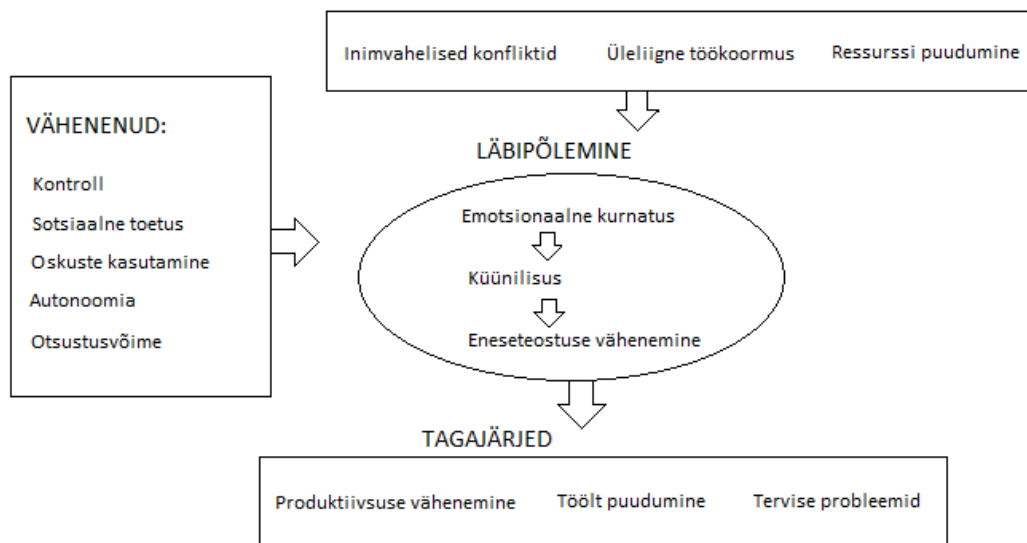 Inimvahelised konfliktid Üleliigne töökoormus Ressurssi puudumine
VÄHENENUD:
Kontroll
Sotsiaalne toetus
Oskuste kasutamine
Autonoomia
Otsustusvõime
LÄBIPÕLEMINE
Emotsionaalne kurnatus
Küünilisus
Eneseteostuse vähenemine
TAGAJÄRJED
Produktiivsuse vähenemine Töölt puudumine Tervise probleemid